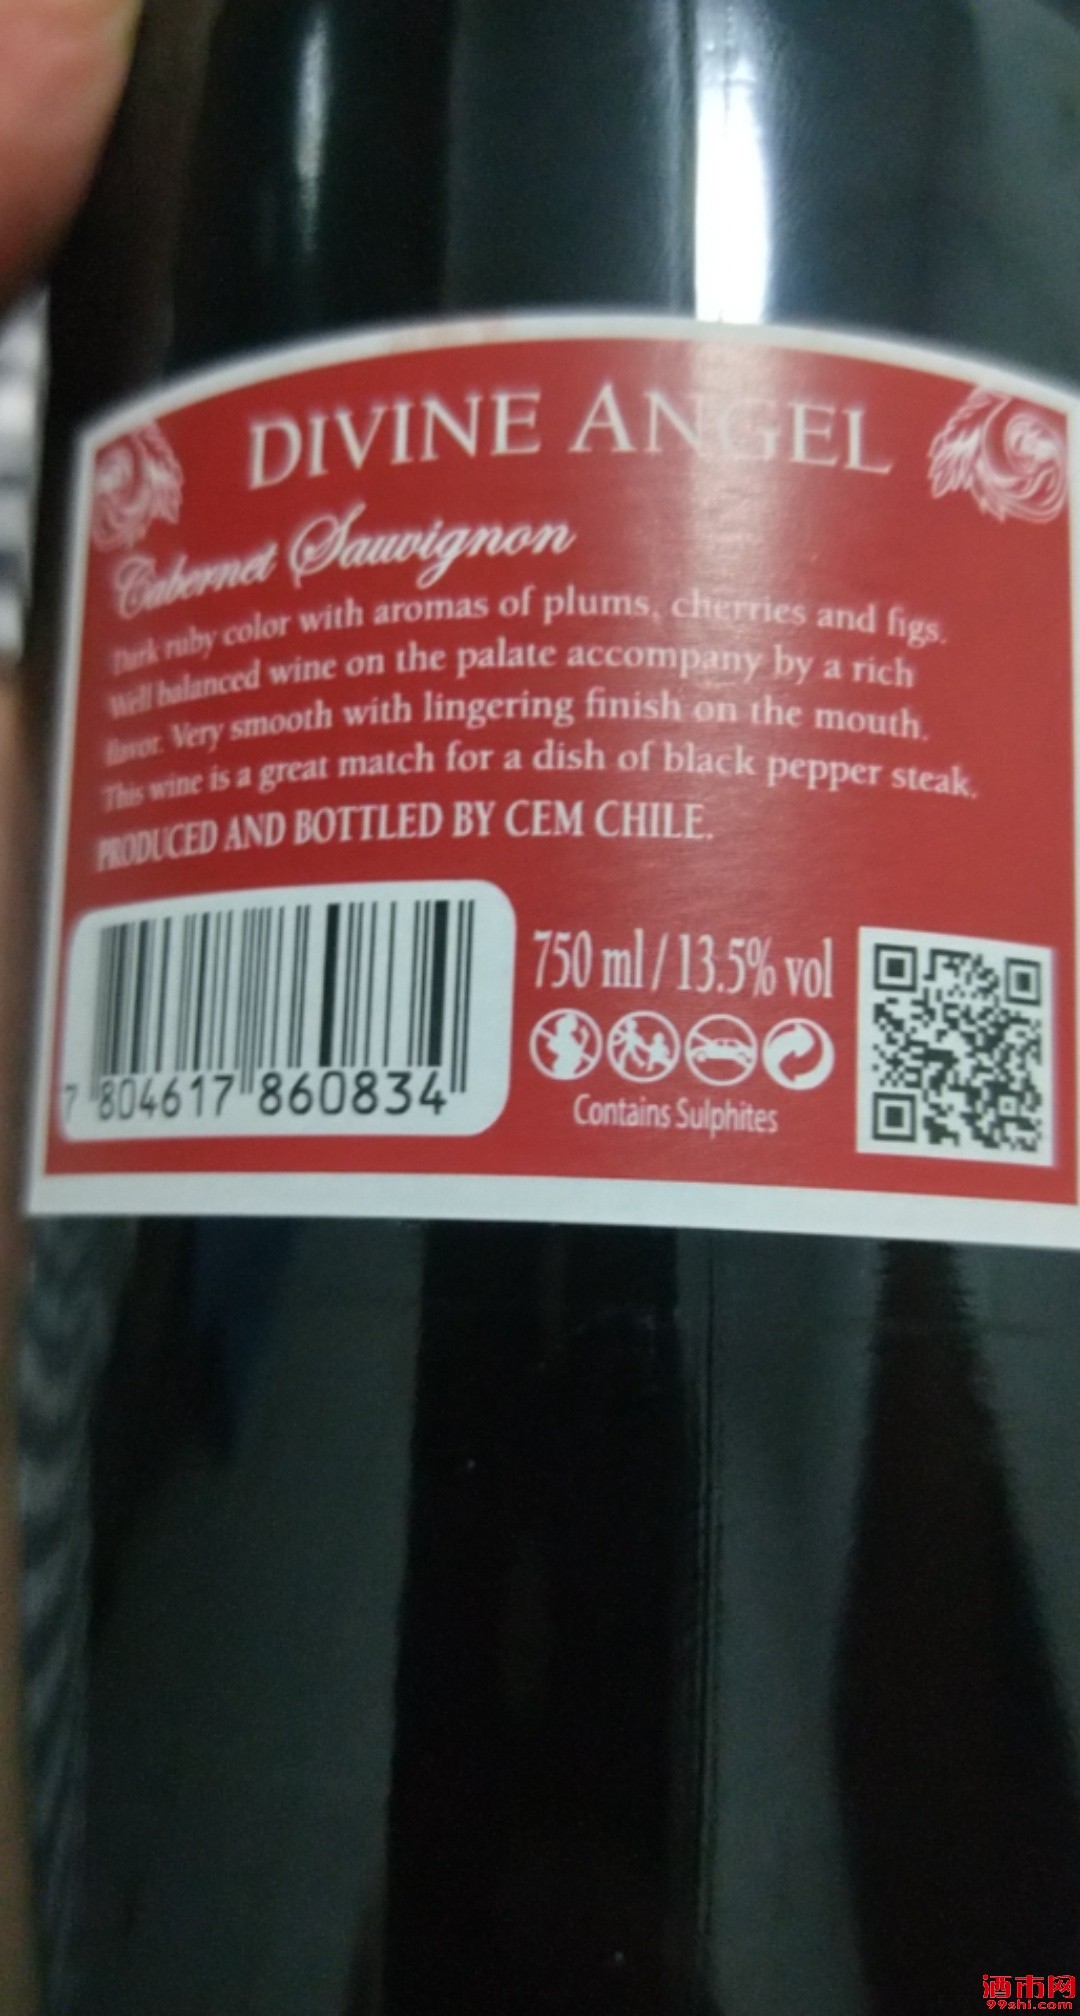 DIVINE ANGEL
Cabernet Sauvignon
Dark ruby color with aromas of plums, cherries and figs.
Well balanced wine on the palate accompany by a rich
flavor. Very smooth with lingering finish on the mouth.
This wine is a great match for a dish of black pepper steak.
PRODUCED AND BOTTLED BY CEM CHILE.
750 ml / 13.5% vol
Contains Sulphites
7 804617 860834
酒市网
99shi.com